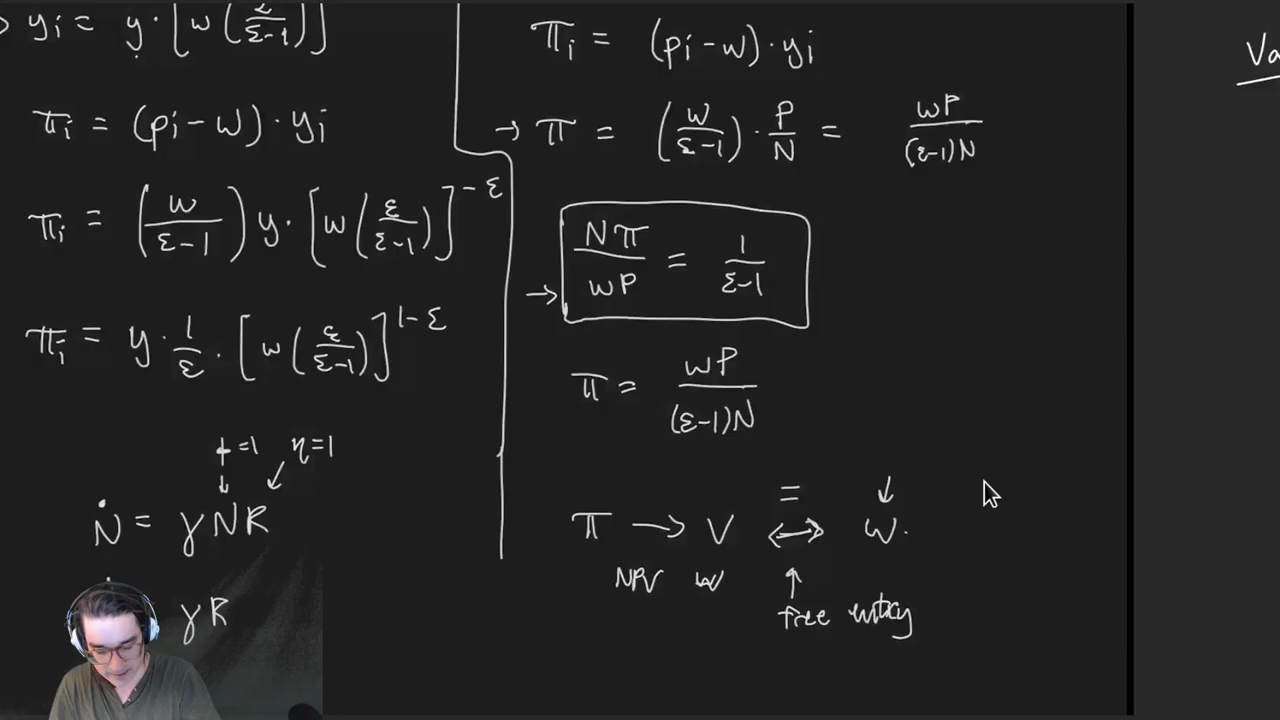 yi = y · [w(ε/ε-1)]
πi = (pi - w) · yi
πi = (w/ε-1) y · [w(ε/ε-1)]^-ε
πi = y · 1/ε · [w(ε/ε-1)]^1-ε
ϕ=1 η=1
↓ ↙
Ṅ = γNR
γR
πi = (pi - w) · yi
→ π = (w/ε-1) · P/N = wP/(ε-1)N
→ Nπ/wP = 1/ε-1
π = wP/(ε-1)N
= ↓
π → V ↔ w.
NPV W ↑
free entry
Va